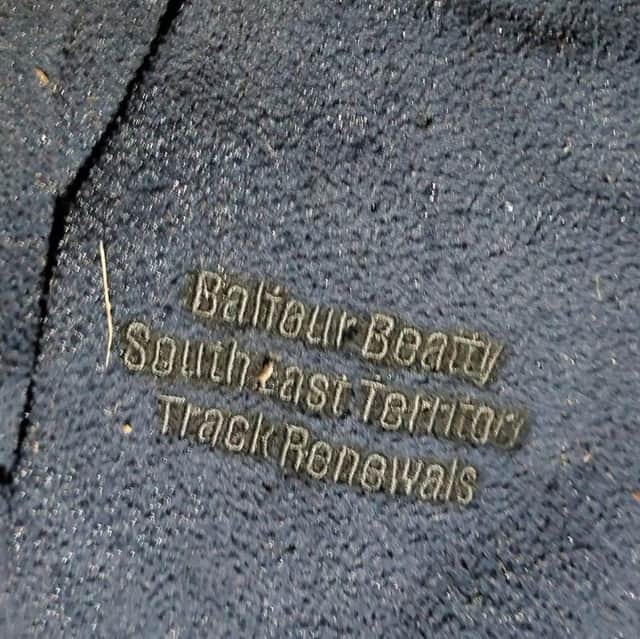 Balfour Beatty
South East Territory
Track Renewals